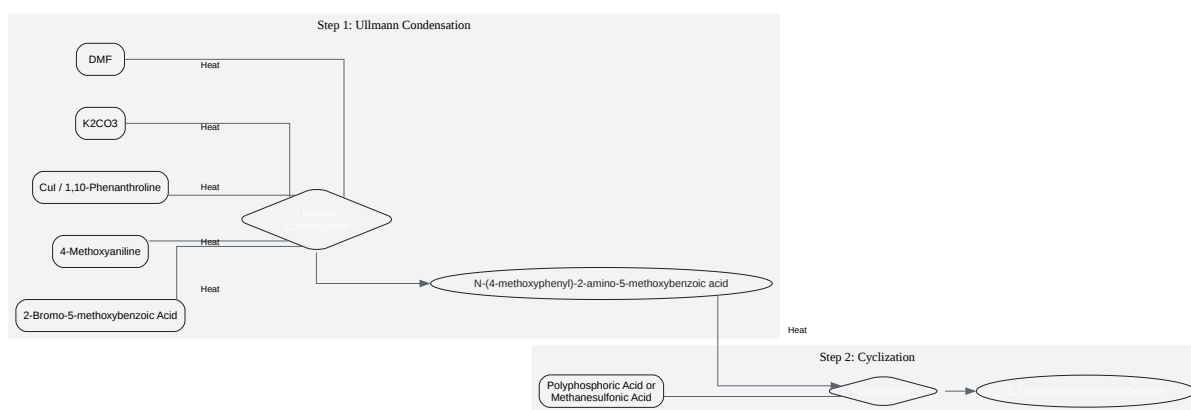 Step 1: Ullmann Condensation
DMF
Heat
K2CO3
Heat
CuI / 1,10-Phenanthroline
Heat
Ullmann
Condensation
4-Methoxyaniline
Heat
N-(4-methoxyphenyl)-2-amino-5-methoxybenzoic acid
Heat
2-Bromo-5-methoxybenzoic Acid
Heat
Step 2: Cyclization
Polyphosphoric Acid or
Methanesulfonic Acid
Cyclization